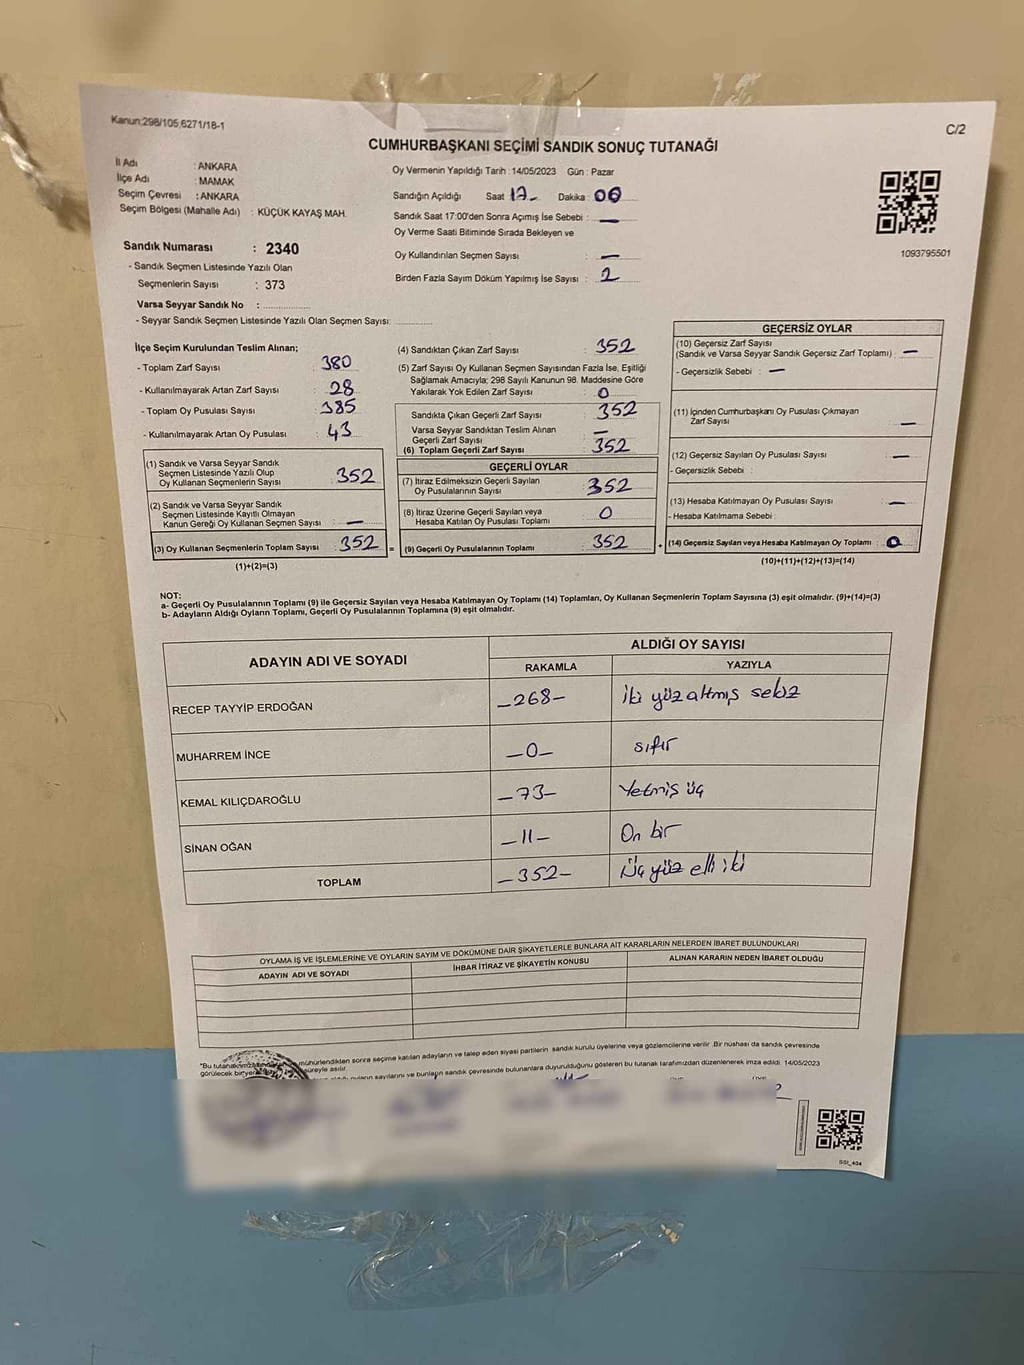 Kanun;298/105,6271/18-1
C/2
CUMHURBAŞKANI SEÇİMİ SANDIK SONUÇ TUTANAĞI
İl Adı : ANKARA
İlçe Adı : MAMAK
Seçim Çevresi : ANKARA
Seçim Bölgesi (Mahalle Adı) : KÜÇÜK KAYAŞ MAH.
Sandık Numarası : 2340
- Sandık Seçmen Listesinde Yazılı Olan
Seçmenlerin Sayısı : 373
Varsa Seyyar Sandık No :
- Seyyar Sandık Seçmen Listesinde Yazılı Olan Seçmen Sayısı:
Oy Vermenin Yapıldığı Tarih : 14/05/2023 Gün : Pazar
Sandığın Açıldığı Saat 17- Dakika : 00
Sandık Saat 17:00'den Sonra Açımış İse Sebebi : —
Oy Verme Saati Bitiminde Sırada Bekleyen ve
Oy Kullandırılan Seçmen Sayısı : —
Birden Fazla Sayım Döküm Yapılmış İse Sayısı : 2
1093795501
İlçe Seçim Kurulundan Teslim Alınan;
- Toplam Zarf Sayısı : 380
- Kullanılmayarak Artan Zarf Sayısı : 28
- Toplam Oy Pusulası Sayısı : 385
- Kullanılmayarak Artan Oy Pusulası : 43
(1) Sandık ve Varsa Seyyar Sandık
Seçmen Listesinde Yazılı Olup
Oy Kullanan Seçmenlerin Sayısı : 352
(2) Sandık ve Varsa Seyyar Sandık
Seçmen Listesinde Kayıtlı Olmayan
Kanun Gereği Oy Kullanan Seçmen Sayısı : —
(3) Oy Kullanan Seçmenlerin Toplam Sayısı : 352 =
(1)+(2)=(3)
(4) Sandıktan Çıkan Zarf Sayısı : 352
(5) Zarf Sayısı Oy Kullanan Seçmen Sayısından Fazla İse, Eşitliği
Sağlamak Amacıyla; 298 Sayılı Kanunun 98. Maddesine Göre
Yakılarak Yok Edilen Zarf Sayısı : 0
Sandıkta Çıkan Geçerli Zarf Sayısı : 352
Varsa Seyyar Sandıktan Teslim Alınan
Geçerli Zarf Sayısı : —
(6) Toplam Geçerli Zarf Sayısı : 352
GEÇERLİ OYLAR
(7) İtiraz Edilmeksizin Geçerli Sayılan
Oy Pusulalarının Sayısı : 352
(8) İtiraz Üzerine Geçerli Sayılan veya
Hesaba Katılan Oy Pusulası Toplamı : 0
(9) Geçerli Oy Pusulalarının Toplamı : 352 +
GEÇERSİZ OYLAR
(10) Geçersiz Zarf Sayısı
(Sandık ve Varsa Seyyar Sandık Geçersiz Zarf Toplamı) : —
- Geçersizlik Sebebi : —
(11) İçinden Cumhurbaşkanı Oy Pusulası Çıkmayan
Zarf Sayısı : —
(12) Geçersiz Sayılan Oy Pusulası Sayısı : —
- Geçersizlik Sebebi :
(13) Hesaba Katılmayan Oy Pusulası Sayısı : —
- Hesaba Katılmama Sebebi :
(14) Geçersiz Sayılan veya Hesaba Katılmayan Oy Toplamı : 0
(10)+(11)+(12)+(13)=(14)
NOT:
a- Geçerli Oy Pusulalarının Toplamı (9) ile Geçersiz Sayılan veya Hesaba Katılmayan Oy Toplamı (14) Toplamları, Oy Kullanan Seçmenlerin Toplam Sayısına (3) eşit olmalıdır. (9)+(14)=(3)
b- Adayların Aldığı Oyların Toplamı, Geçerli Oy Pusulalarının Toplamına (9) eşit olmalıdır.
ADAYIN ADI VE SOYADI ALDIĞI OY SAYISI
RAKAMLA YAZIYLA
RECEP TAYYİP ERDOĞAN -268- iki yüz altmış sekiz
MUHARREM İNCE -0- sıfır
KEMAL KILIÇDAROĞLU -73- Yetmiş üç
SİNAN OĞAN -11- On bir
TOPLAM -352- Üç yüz elli iki
OYLAMA İŞ VE İŞLEMLERİNE VE OYLARIN SAYIM VE DÖKÜMÜNE DAİR ŞİKAYETLERLE BUNLARA AİT KARARLARIN NELERDEN İBARET BULUNDUKLARI
ADAYIN ADI VE SOYADI İHBAR İTİRAZ VE ŞİKAYETİN KONUSU ALINAN KARARIN NEDEN İBARET OLDUĞU
"Bu tutanak mühürlendikten sonra seçime katılan adayların ve talep eden siyasi partilerin sandık kurulu üyelerine veya gözlemcilerine verilir. Bir nüshası da sandık çevresinde
görülecek bir yere süreyle asılır.
oyların sayılarını ve bunların sandık çevresinde bulunanlara duyurulduğunu gösteren bu tutanak tarafımızdan düzenlenerek imza edildi. 14/05/2023
SSI_404